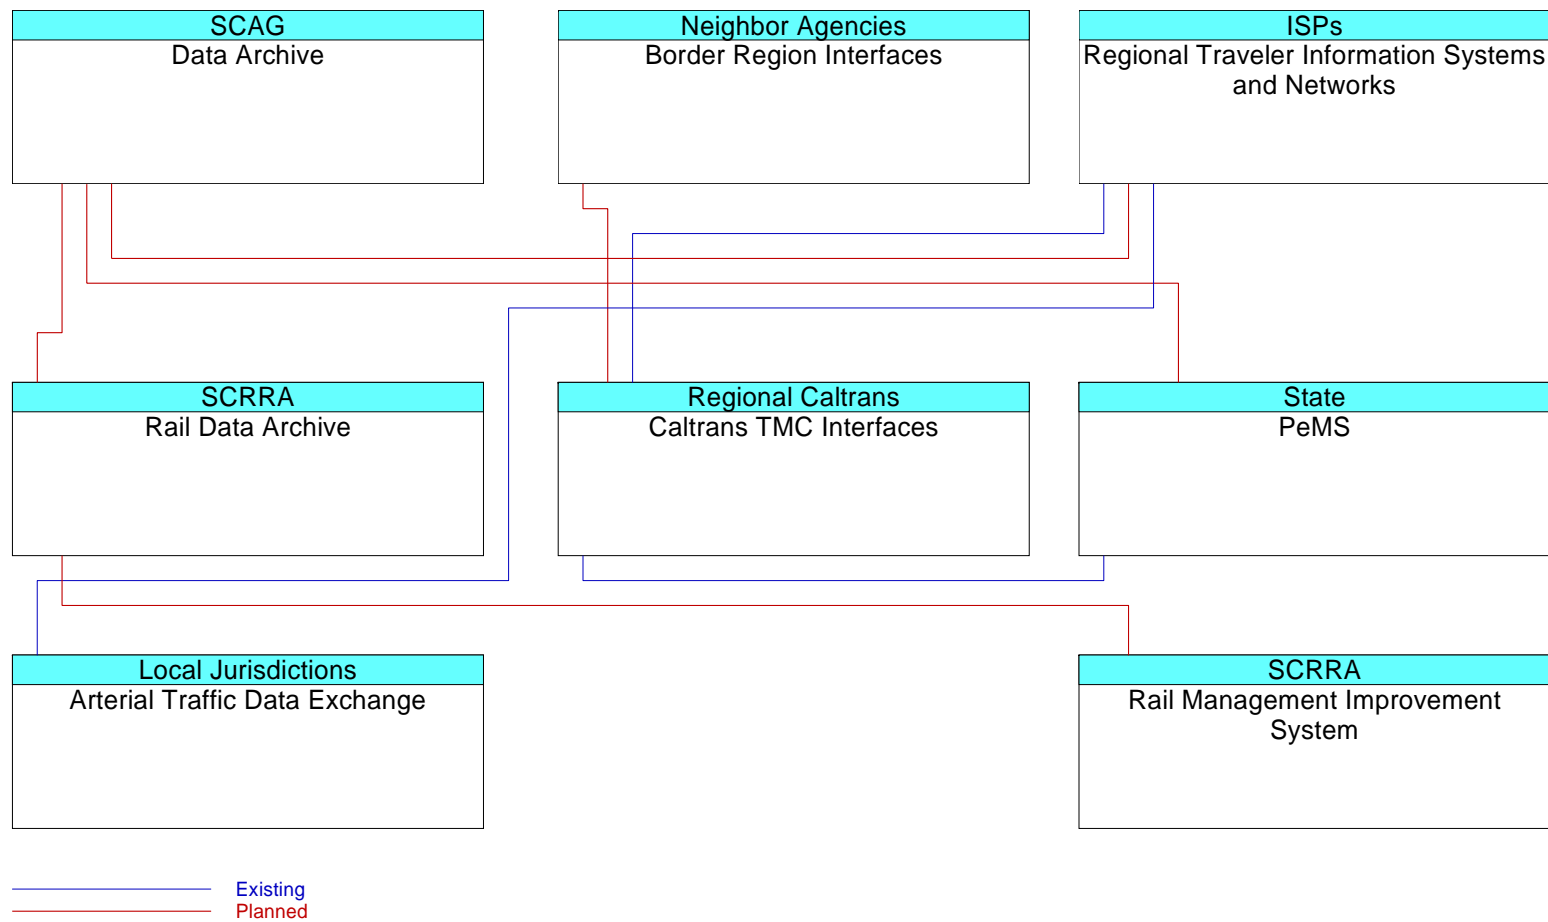 SCAG
Data Archive
Neighbor Agencies
Border Region Interfaces
ISPs
Regional Traveler Information Systems
and Networks
SCRRA
Rail Data Archive
Regional Caltrans
Caltrans TMC Interfaces
State
PeMS
Local Jurisdictions
Arterial Traffic Data Exchange
SCRRA
Rail Management Improvement
System
Existing
Planned